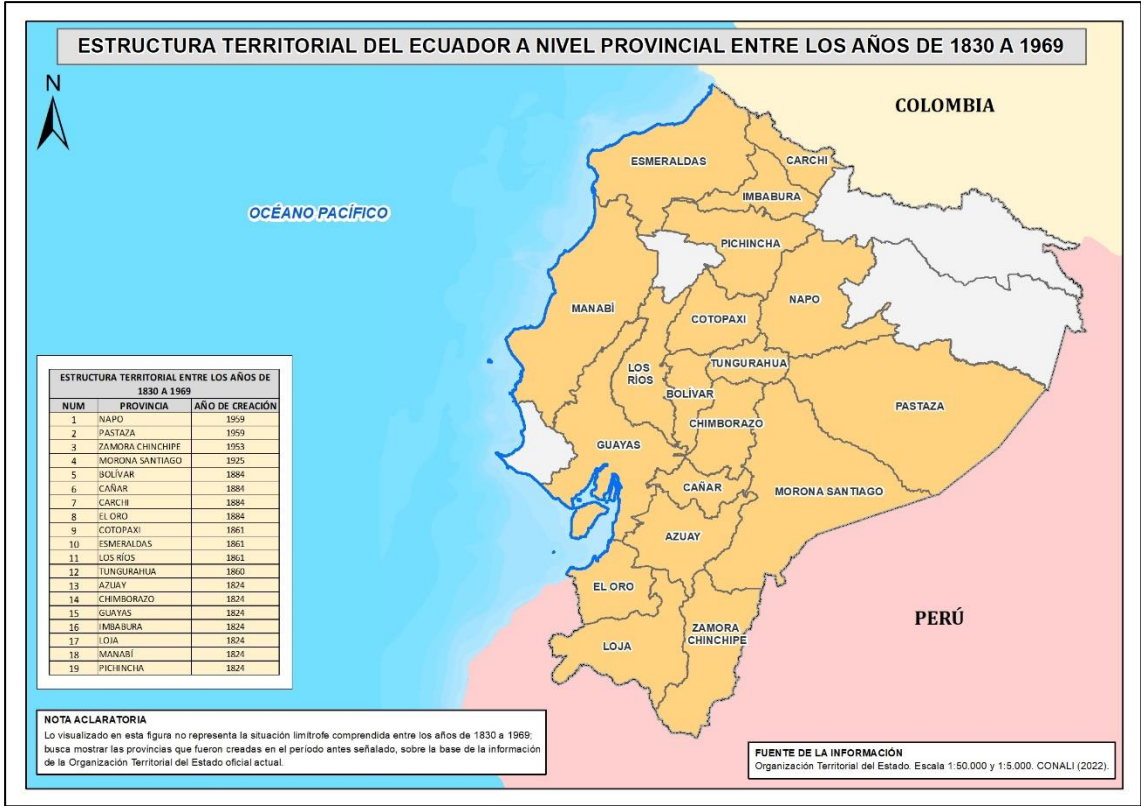 ESTRUCTURA TERRITORIAL DEL ECUADOR A NIVEL PROVINCIAL ENTRE LOS AÑOS DE 1830 A 1969
N
COLOMBIA
OCÉANO PACÍFICO
ESMERALDAS
CARCHI
IMBABURA
PICHINCHA
MANABÍ
NAPO
COTOPAXI
LOS
RÍOS
TUNGURAHUA
BOLÍVAR
PASTAZA
CHIMBORAZO
GUAYAS
CAÑAR
MORONA SANTIAGO
AZUAY
EL ORO
ZAMORA
CHINCHIPE
LOJA
PERÚ
ESTRUCTURA TERRITORIAL ENTRE LOS AÑOS DE
1830 A 1969
NUM PROVINCIA AÑO DE CREACIÓN
1 NAPO 1959
2 PASTAZA 1959
3 ZAMORA CHINCHIPE 1953
4 MORONA SANTIAGO 1925
5 BOLÍVAR 1884
6 CAÑAR 1884
7 CARCHI 1884
8 EL ORO 1884
9 COTOPAXI 1861
10 ESMERALDAS 1861
11 LOS RÍOS 1861
12 TUNGURAHUA 1860
13 AZUAY 1824
14 CHIMBORAZO 1824
15 GUAYAS 1824
16 IMBABURA 1824
17 LOJA 1824
18 MANABÍ 1824
19 PICHINCHA 1824
NOTA ACLARATORIA
Lo visualizado en esta figura no representa la situación limítrofe comprendida entre los años de 1830 a 1969;
busca mostrar las provincias que fueron creadas en el período antes señalado, sobre la base de la información
de la Organización Territorial del Estado oficial actual.
FUENTE DE LA INFORMACIÓN
Organización Territorial del Estado. Escala 1:50.000 y 1:5.000. CONALI (2022).